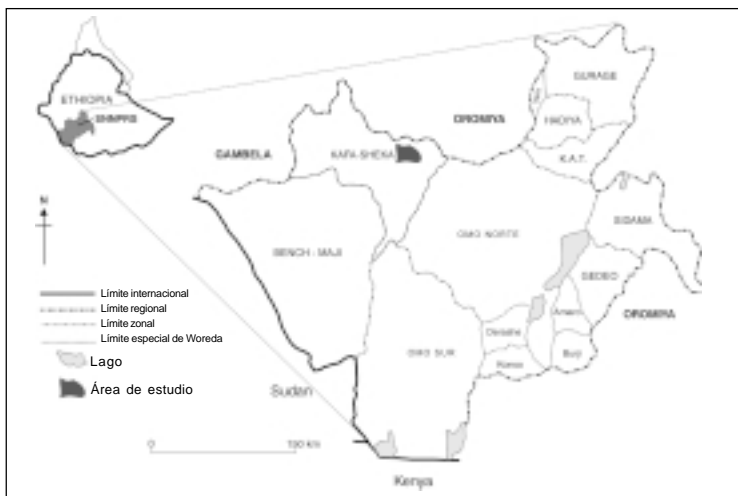 ETHIOPIA
SNNPRS
GAMBELA
OROMIYA
KAFA-SHEKA
GURAGE
HADIYA
K.A.T.
N
SIDAMA
BENCH - MAJI
OMO NORTE
GEDEO
Límite internacional
Límite regional
Límite zonal
Límite especial de Woreda
Lago
Área de estudio
Amaro
OROMIYA
Derashe
Konso
Burji
OMO SUR
Sudan
0 150 km
Kenya